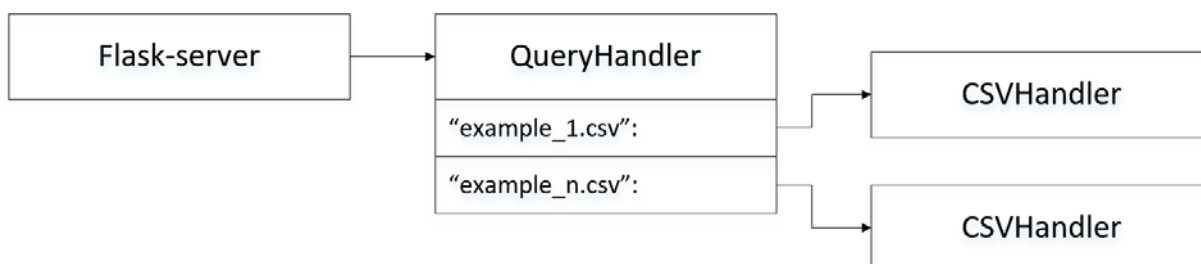 Flask-server
QueryHandler
CSVHandler
“example_1.csv”:
“example_n.csv”:
CSVHandler